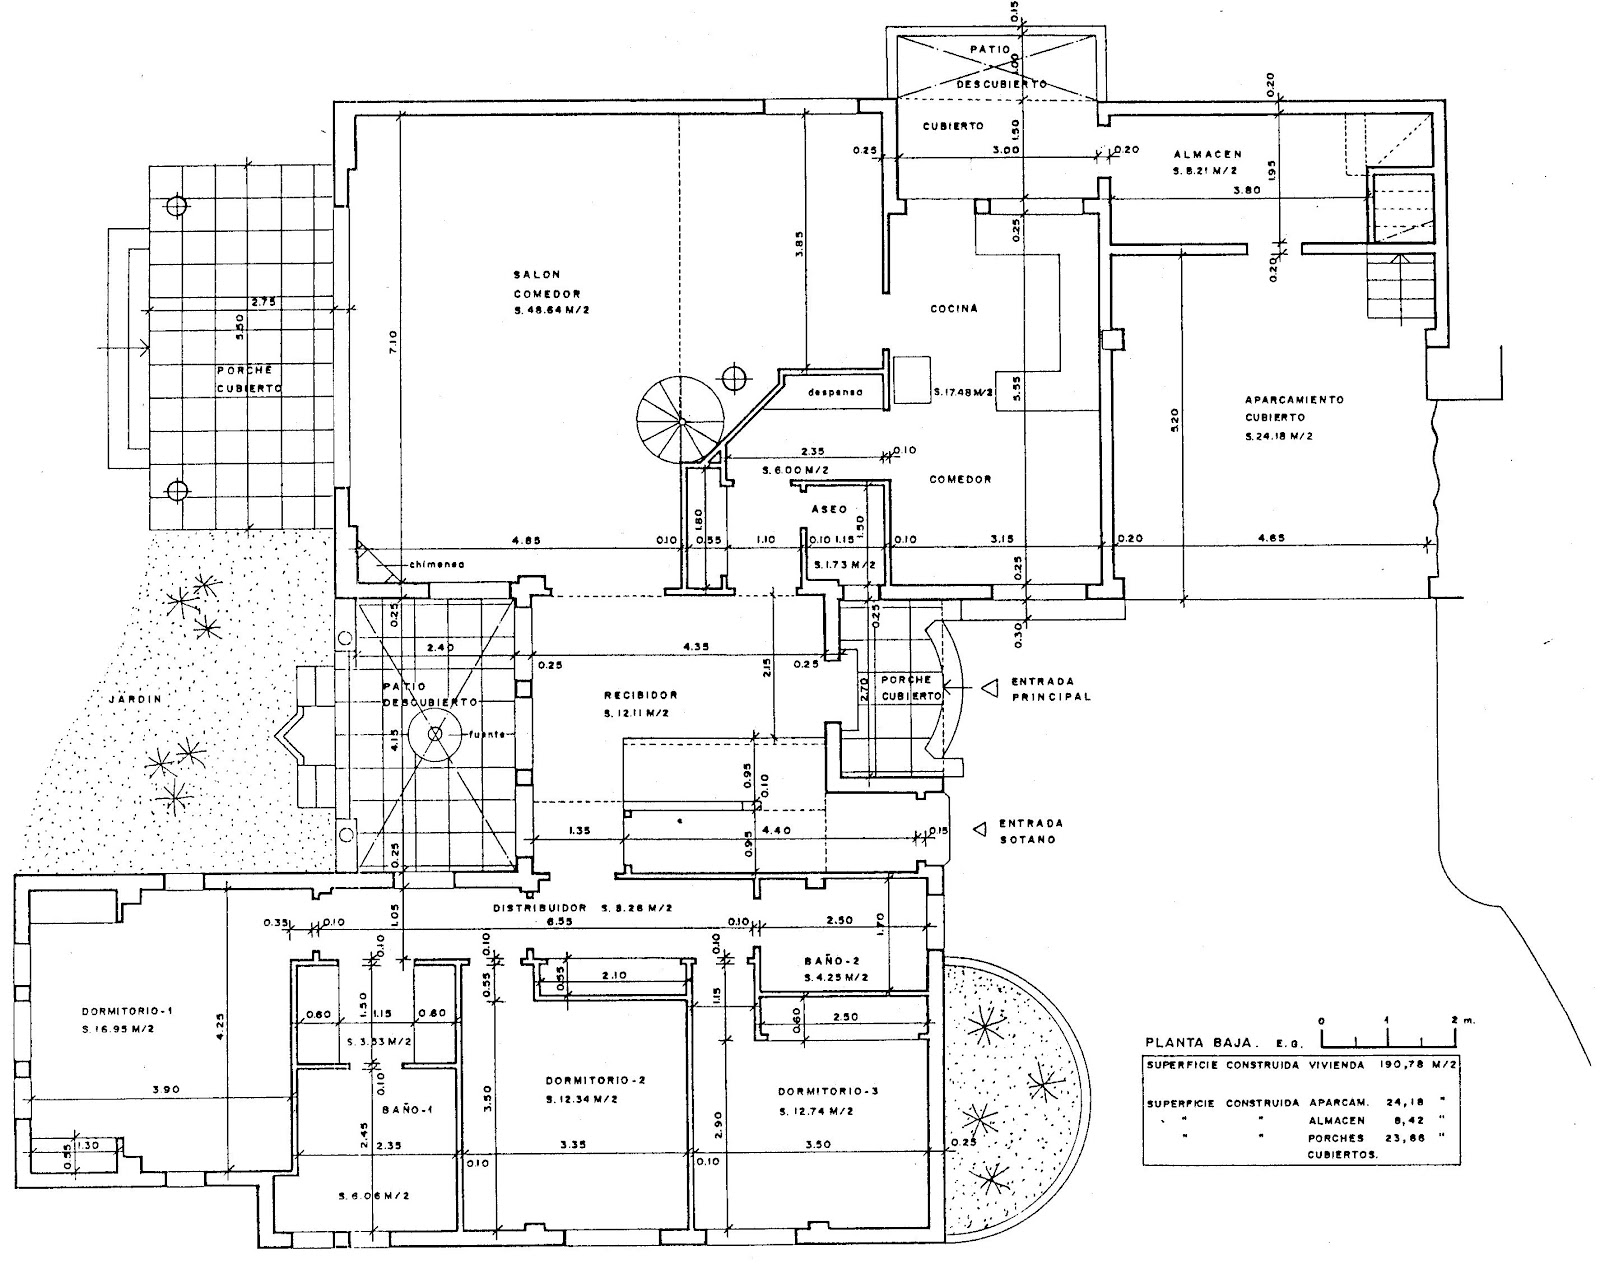 0.15
PATIO
1.00
DESCUBIERTO
0.20
CUBIERTO
1.50
0.25
3.00
0.20
ALMACEN
S. 8.21 M/2
1.95
3.80
0.25
0.20
3.85
SALON
COMEDOR
S. 48.64 M/2
2.75
5.50
7.10
COCINA
PORCHE
CUBIERTO
despensa
S. 17.48 M/2
5.55
5.20
APARCAMIENTO
CUBIERTO
S. 24.18 M/2
2.35
0.10
S. 6.00 M/2
COMEDOR
ASEO
1.80
1.50
4.85
0.10
0.55
1.10
0.10
1.15
0.10
3.15
0.20
4.65
chimenea
S. 1.73 M/2
0.25
0.25
0.25
0.30
2.40
0.25
4.35
0.25
2.15
JARDIN
PATIO
DESCUBIERTO
4.15
fuente
RECIBIDOR
S. 12.11 M/2
2.70
PORCHE
CUBIERTO
ENTRADA
PRINCIPAL
0.95
0.10
1.35
0.95
4.40
0.15
ENTRADA
SOTANO
0.25
DISTRIBUIDOR S. 8.26 M/2
0.35
0.10
1.05
6.55
0.10
2.50
1.70
0.10
0.10
0.10
BAÑO-2
S. 4.25 M/2
0.55
0.55
2.10
1.15
DORMITORIO-1
S. 16.95 M/2
4.25
0.60
1.50
1.15
0.60
S. 3.53 M/2
0.60
2.50
0.10
3.90
BAÑO-1
3.50
DORMITORIO-2
S. 12.34 M/2
DORMITORIO-3
S. 12.74 M/2
2.90
0.55
1.30
2.45
2.35
0.10
3.35
0.10
3.50
0.25
S. 6.06 M/2
0 1 2 m.
PLANTA BAJA. E.G.
SUPERFICIE CONSTRUIDA VIVIENDA 190,78 M/2
SUPERFICIE CONSTRUIDA APARCAM. 24,18 "
" " ALMACEN 8,42 "
" " PORCHES 23,66 "
CUBIERTOS.